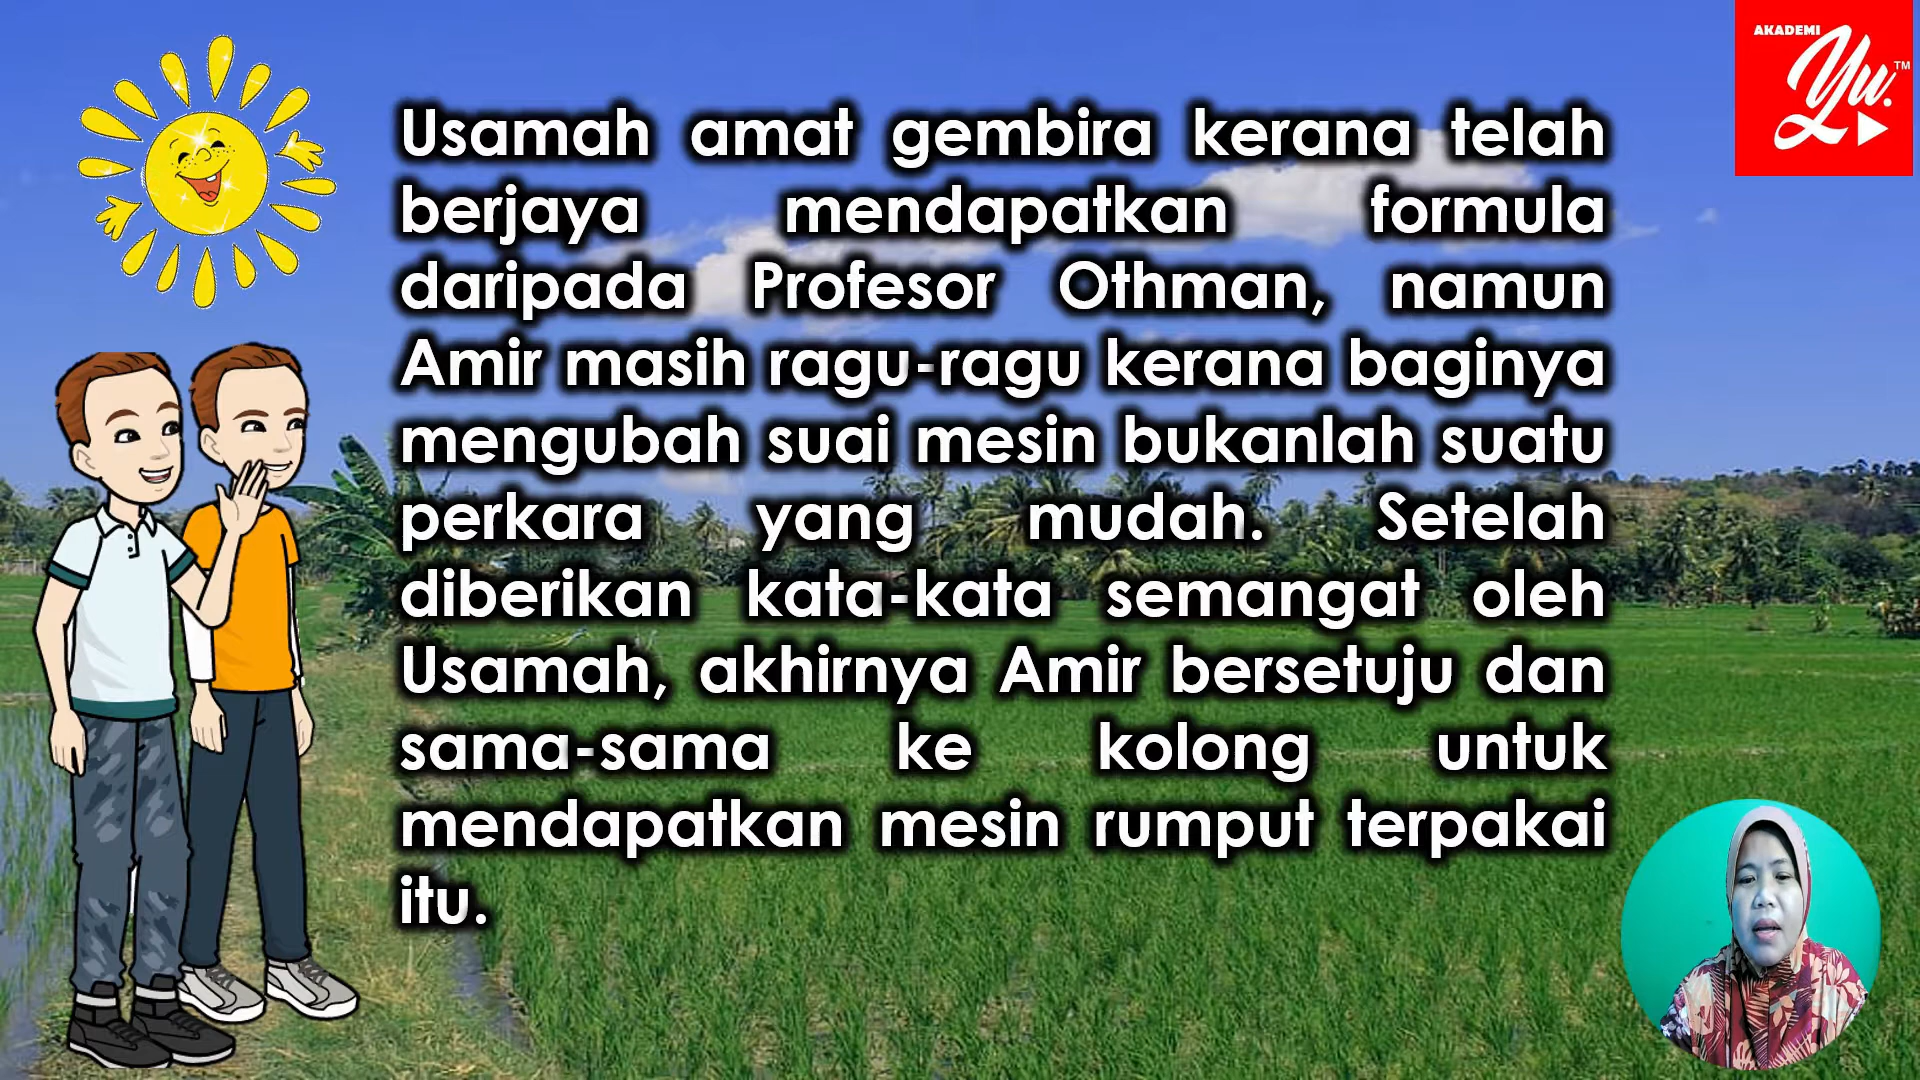 AKADEMI
Yu.
TM
Usamah amat gembira kerana telah
berjaya mendapatkan formula
daripada Profesor Othman, namun
Amir masih ragu-ragu kerana baginya
mengubah suai mesin bukanlah suatu
perkara yang mudah. Setelah
diberikan kata-kata semangat oleh
Usamah, akhirnya Amir bersetuju dan
sama-sama ke kolong untuk
mendapatkan mesin rumput terpakai
itu.